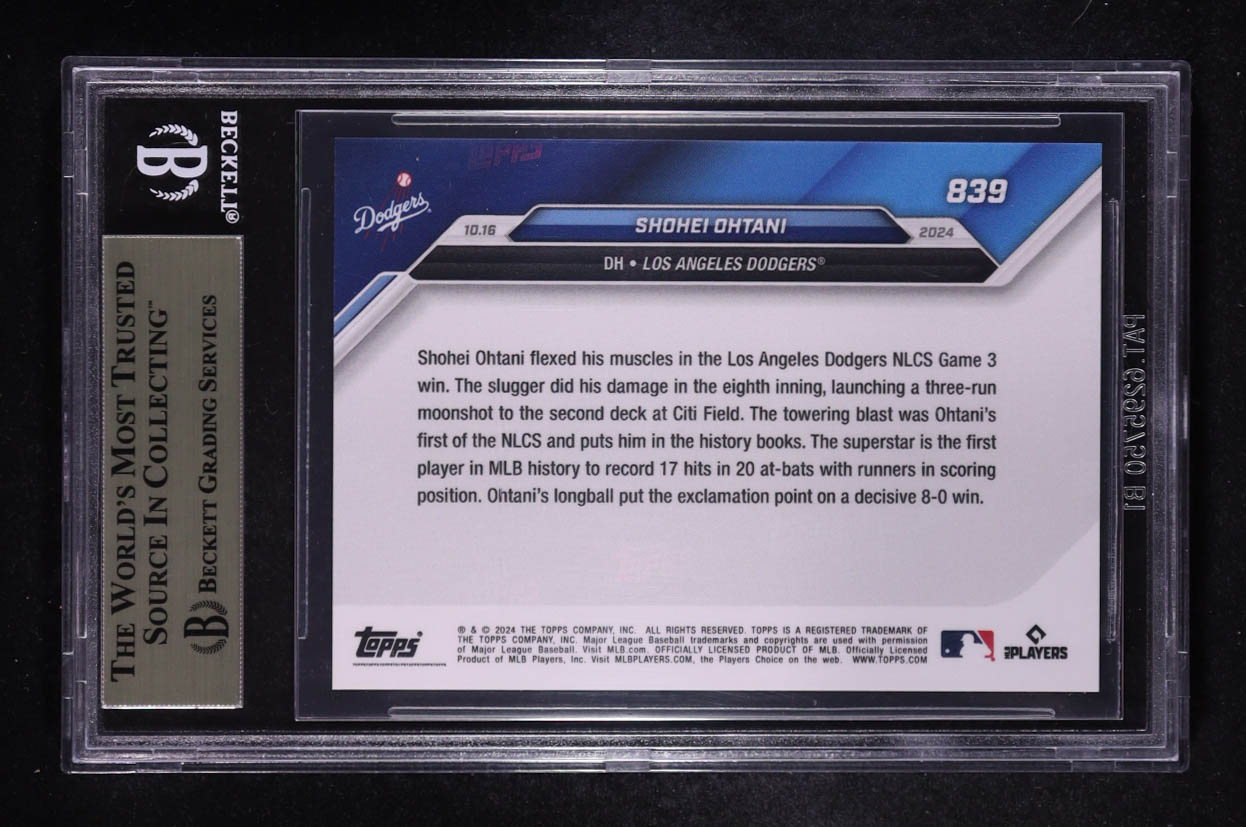 BECKETT®
B
THE WORLD'S MOST TRUSTED
SOURCE IN COLLECTING™
B BECKETT GRADING SERVICES
TOPPS
Dodgers
839
10.16
SHOHEI OHTANI
2024
DH • LOS ANGELES DODGERS®
Shohei Ohtani flexed his muscles in the Los Angeles Dodgers NLCS Game 3
win. The slugger did his damage in the eighth inning, launching a three-run
moonshot to the second deck at Citi Field. The towering blast was Ohtani's
first of the NLCS and puts him in the history books. The superstar is the first
player in MLB history to record 17 hits in 20 at-bats with runners in scoring
position. Ohtani's longball put the exclamation point on a decisive 8-0 win.
topps
® & © 2024 THE TOPPS COMPANY, INC. ALL RIGHTS RESERVED. TOPPS IS A REGISTERED TRADEMARK OF
THE TOPPS COMPANY, INC. Major League Baseball trademarks and copyrights are used with permission
of Major League Baseball. Visit MLB.com. OFFICIALLY LICENSED PRODUCT OF MLB. Officially Licensed
Product of MLB Players, Inc. Visit MLBPLAYERS.COM, the Players Choice on the web. WWW.TOPPS.COM
MLB PLAYERS